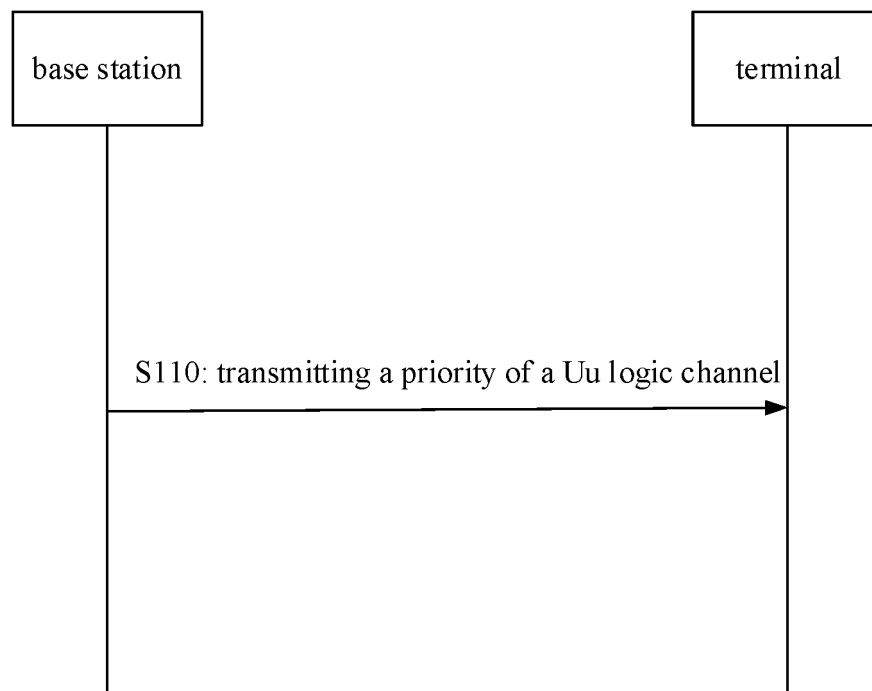 base station
terminal
S110: transmitting a priority of a Uu logic channel